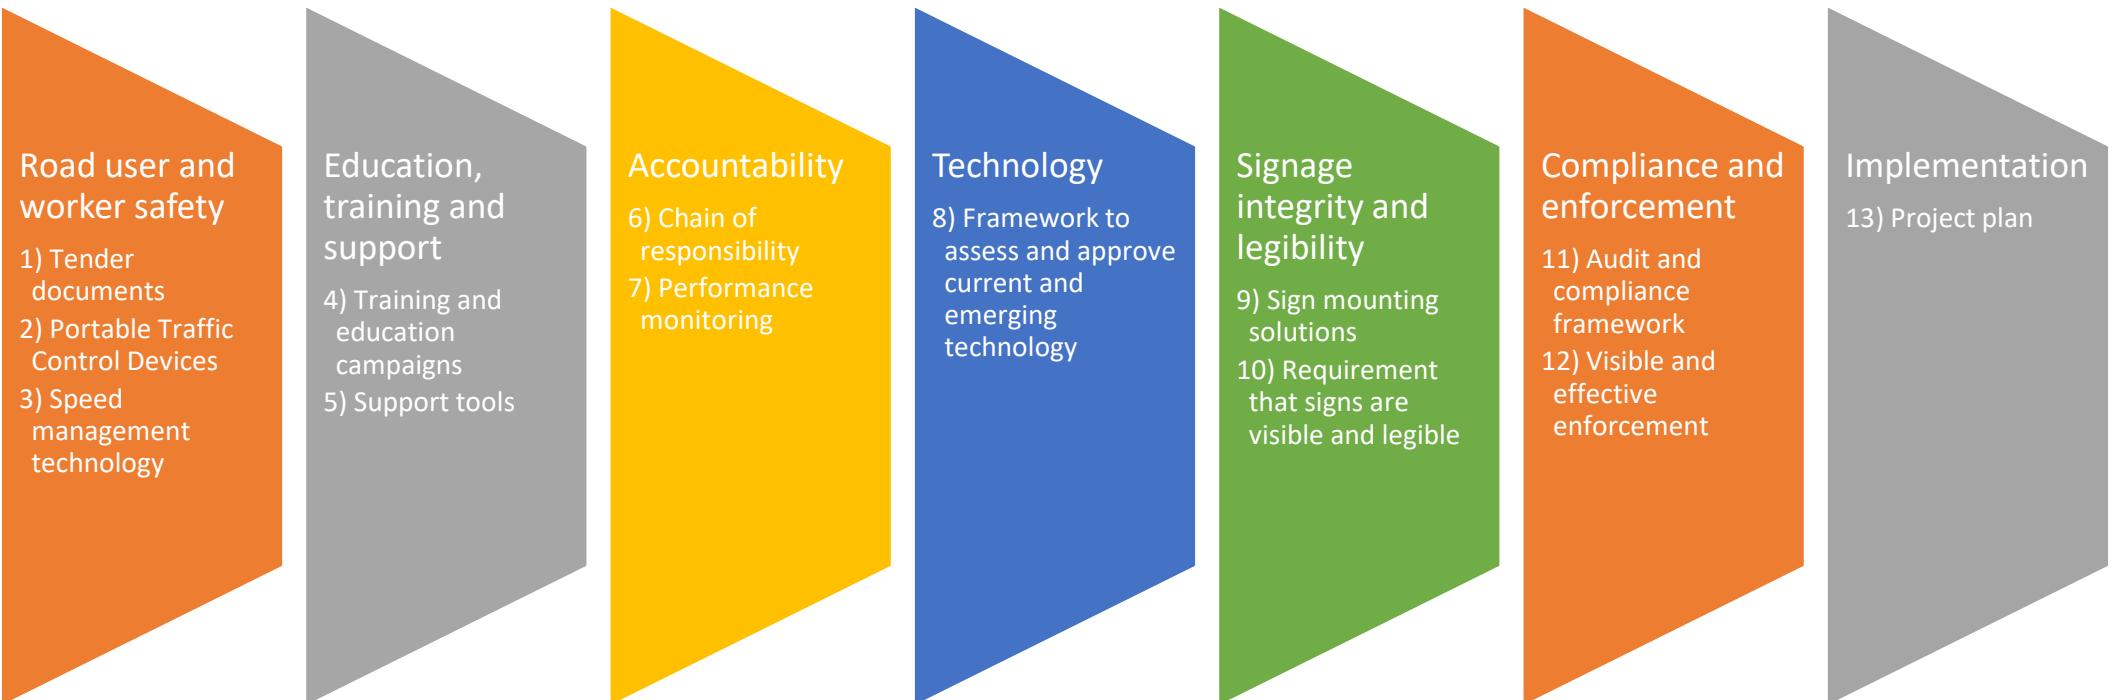 Road user and
worker safety
1) Tender
documents
2) Portable Traffic
Control Devices
3) Speed
management
technology
Education,
training and
support
4) Training and
education
campaigns
5) Support tools
Accountability
6) Chain of
responsibility
7) Performance
monitoring
Technology
8) Framework to
assess and approve
current and
emerging
technology
Signage
integrity and
legibility
9) Sign mounting
solutions
10) Requirement
that signs are
visible and legible
Compliance and
enforcement
11) Audit and
compliance
framework
12) Visible and
effective
enforcement
Implementation
13) Project plan